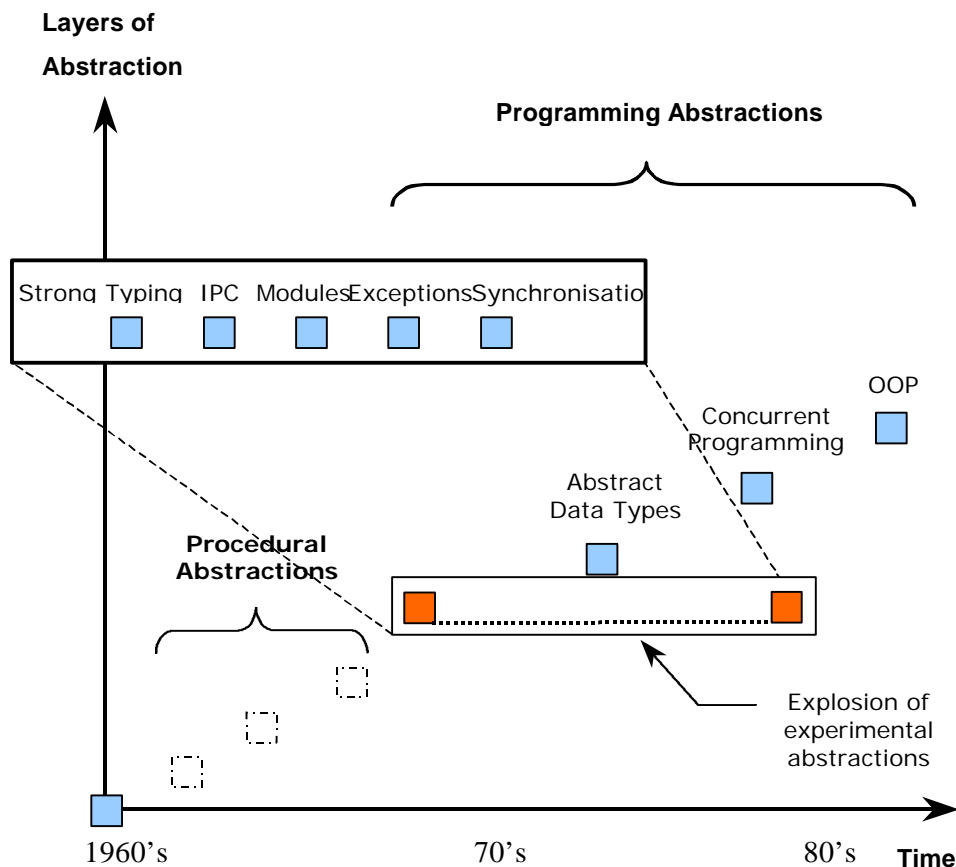 Layers of
Abstraction
Programming Abstractions
Strong Typing IPC Modules Exceptions Synchronisatio
OOP
Concurrent
Programming
Abstract
Data Types
Procedural
Abstractions
Explosion of
experimental
abstractions
1960's 70's 80's Time